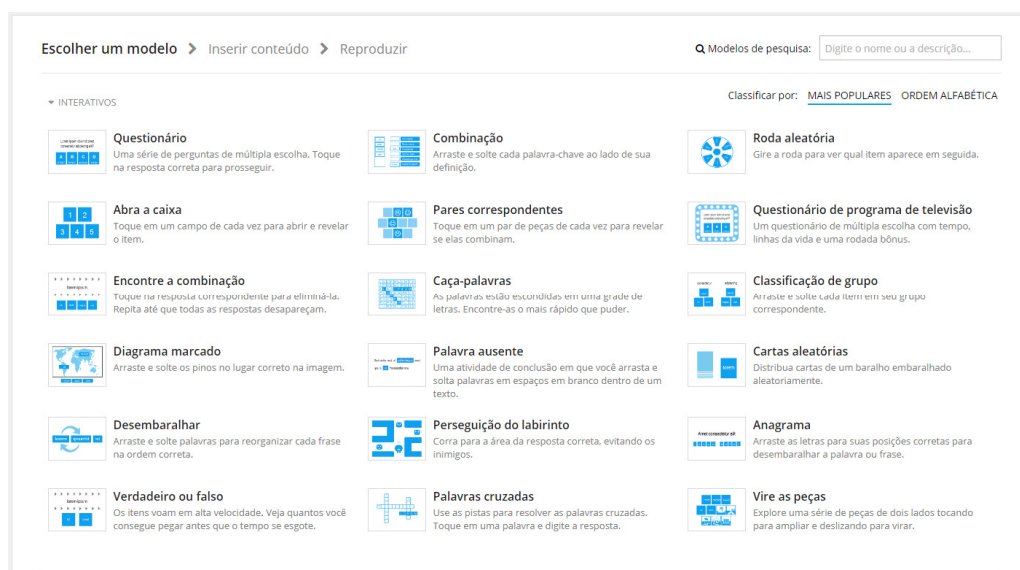 Escolher um modelo > Inserir conteúdo > Reproduzir
Modelos de pesquisa: Digite o nome ou a descrição...
INTERATIVOS
Classificar por: MAIS POPULARES ORDEM ALFABÉTICA
Questionário
Uma série de perguntas de múltipla escolha. Toque
na resposta correta para prosseguir.
Combinação
Arraste e solte cada palavra-chave ao lado de sua
definição.
Roda aleatória
Gire a roda para ver qual item aparece em seguida.
Abra a caixa
Toque em um campo de cada vez para abrir e revelar
o item.
1 2
3 4 5
Pares correspondentes
Toque em um par de peças de cada vez para revelar
se elas combinam.
Questionário de programa de televisão
Um questionário de múltipla escolha com tempo,
linhas da vida e uma rodada bônus.
Encontre a combinação
Toque na resposta correspondente para eliminá-la.
Repita até que todas as respostas desapareçam.
Caça-palavras
As palavras estão escondidas em uma grade de
letras. Encontre-as o mais rápido que puder.
Classificação de grupo
Arraste e solte cada item em seu grupo
correspondente.
Diagrama marcado
Arraste e solte os pinos no lugar correto na imagem.
Palavra ausente
Uma atividade de conclusão em que você arrasta e
solta palavras em espaços em branco dentro de um
texto.
Cartas aleatórias
Distribua cartas de um baralho embaralhado
aleatoriamente.
Desembaralhar
Arraste e solte palavras para reorganizar cada frase
na ordem correta.
Perseguição do labirinto
Corra para a área da resposta correta, evitando os
inimigos.
Anagrama
Arraste as letras para suas posições corretas para
desembaralhar a palavra ou frase.
Verdadeiro ou falso
Os itens voam em alta velocidade. Veja quantos você
consegue pegar antes que o tempo se esgote.
Palavras cruzadas
Use as pistas para resolver as palavras cruzadas.
Toque em uma palavra e digite a resposta.
Vire as peças
Explore uma série de peças de dois lados tocando
para ampliar e deslizando para virar.